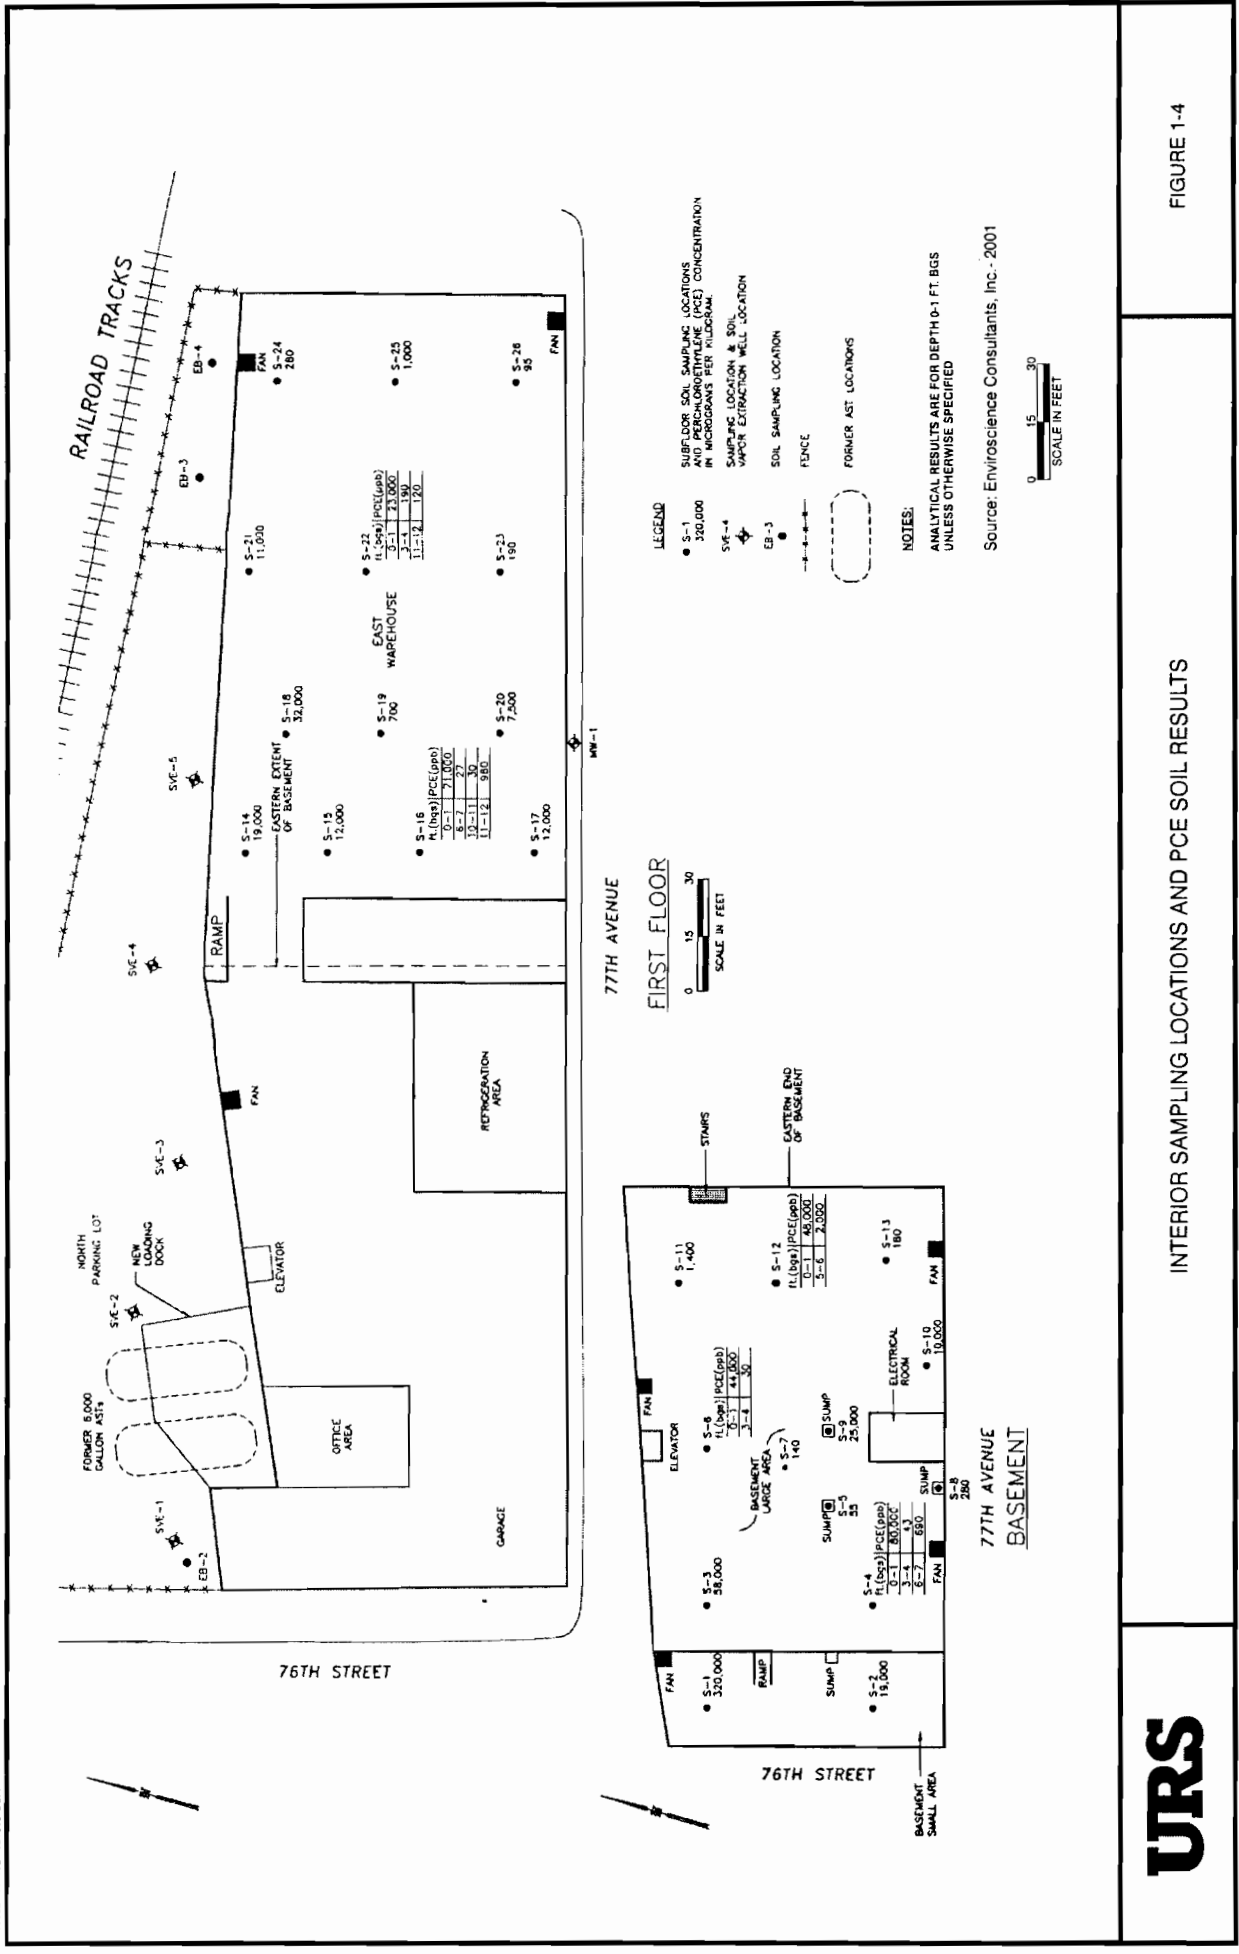 RAILROAD TRACKS
NORTH
PARKING LOT
NEW
LOADING
DOCK
FORMER 6,000
GALLON ASTs
SVE-1
EB-2
SVE-2
SVE-3
SVE-4
SVE-5
EB-3
EB-4
FAN
S-24
280
S-21
11,000
S-25
1,000
S-26
95
FAN
S-22
ft.(bgs) PCE(ppb)
0-1 23,000
3-4 190
11-12 120
S-23
190
EAST
WAREHOUSE
S-18
32,000
S-19
700
S-20
7,500
EASTERN EXTENT
OF BASEMENT
S-14
19,000
S-15
12,000
S-16
ft.(bgs) PCE(ppb)
0-1 71,000
6-7 27
10-11 30
11-12 980
S-17
12,000
MW-1
RAMP
FAN
REFRIGERATION
AREA
ELEVATOR
OFFICE
AREA
GARAGE
76TH STREET
77TH AVENUE
FIRST FLOOR
0 15 30
SCALE IN FEET
STAIRS
EASTERN END
OF BASEMENT
S-11
1,400
S-12
ft.(bgs) PCE(ppb)
0-1 48,000
5-6 2,000
S-13
180
FAN
S-10
10,000
ELECTRICAL
ROOM
FAN
ELEVATOR
S-6
ft.(bgs) PCE(ppb)
0-1 44,000
3-4 30
BASEMENT
LARGE AREA
S-7
140
SUMP
S-9
25,000
SUMP
S-5
55
SUMP
S-8
280
S-3
58,000
S-4
ft.(bgs) PCE(ppb)
0-1 80,000
3-4 43
6-7 690
FAN
FAN
S-1
320,000
RAMP
SUMP
S-2
19,000
76TH STREET
BASEMENT
SMALL AREA
77TH AVENUE
BASEMENT
LEGEND
S-1
320,000
SUBFLOOR SOIL SAMPLING LOCATIONS
AND PERCHLOROETHYLENE (PCE) CONCENTRATION
IN MICROGRAMS PER KILOGRAM.
SVE-4
SAMPLING LOCATION & SOIL
VAPOR EXTRACTION WELL LOCATION
EB-3
SOIL SAMPLING LOCATION
FENCE
FORMER AST LOCATIONS
NOTES:
ANALYTICAL RESULTS ARE FOR DEPTH 0-1 FT. BGS
UNLESS OTHERWISE SPECIFIED
Source: Enviroscience Consultants, Inc.- 2001
0 15 30
SCALE IN FEET
URS
INTERIOR SAMPLING LOCATIONS AND PCE SOIL RESULTS
FIGURE 1-4